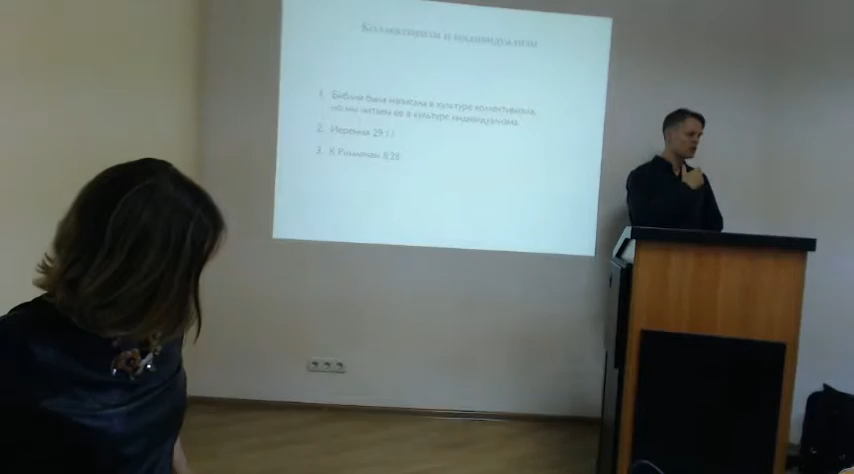 Коллективизм и индивидуализм
1. Библия была написана в культуре коллективизма,
но мы читаем ее в культуре индивидуализма.
2. Иеремия 29:11
3. К Римлянам 8:28